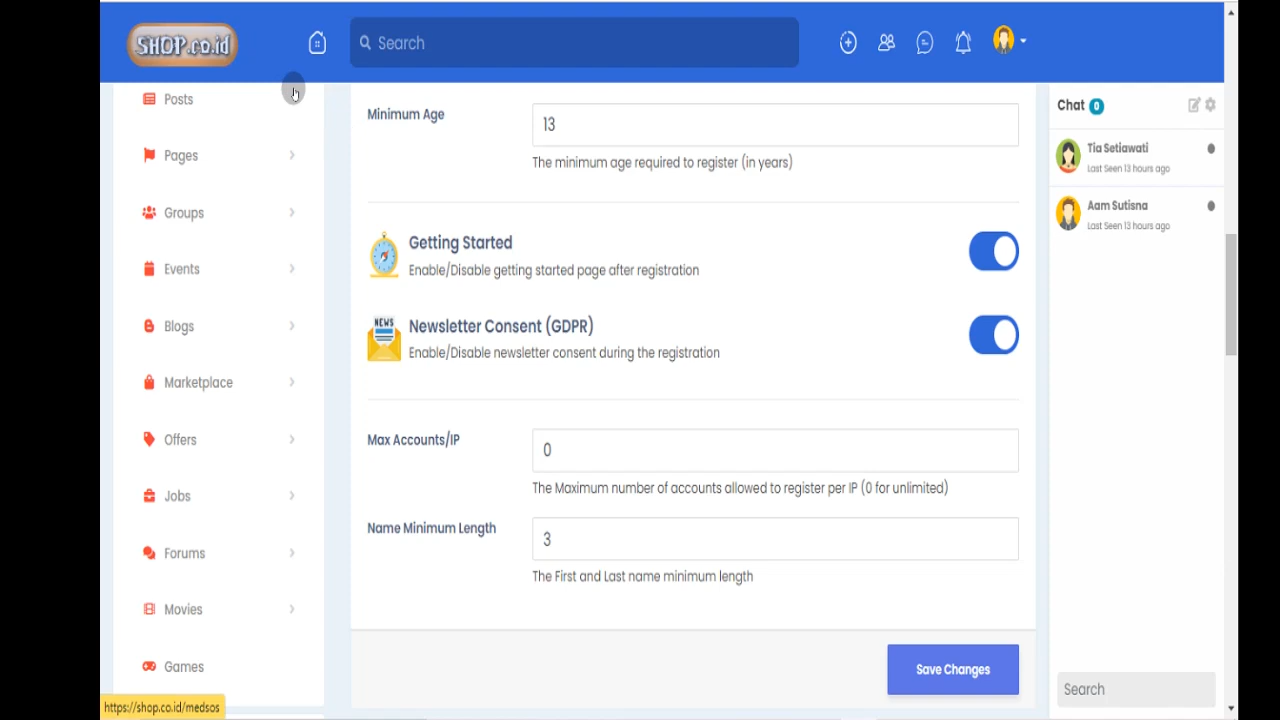 SHOP.co.id
Search
Posts
Pages
Groups
Events
Blogs
Marketplace
Offers
Jobs
Forums
Movies
Games
https://shop.co.id/medsos
Minimum Age
13
The minimum age required to register (in years)
Getting Started
Enable/Disable getting started page after registration
NEWS
Newsletter Consent (GDPR)
Enable/Disable newsletter consent during the registration
Max Accounts/IP
0
The Maximum number of accounts allowed to register per IP (0 for unlimited)
Name Minimum Length
3
The First and Last name minimum length
Save Changes
Chat 0
Tia Setiawati
Last Seen 13 hours ago
Aam Sutisna
Last Seen 13 hours ago
Search